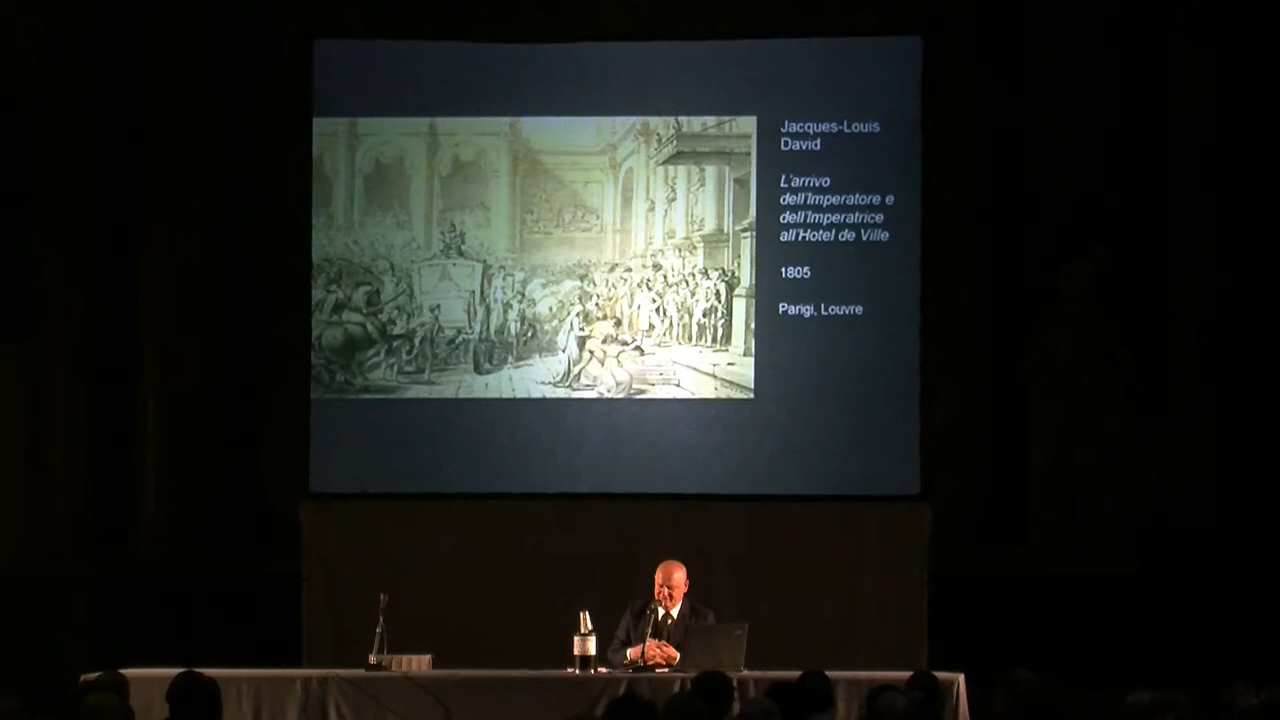 Jacques-Louis
David
L'arrivo
dell'Imperatore e
dell'Imperatrice
all'Hotel de Ville
1805
Parigi, Louvre